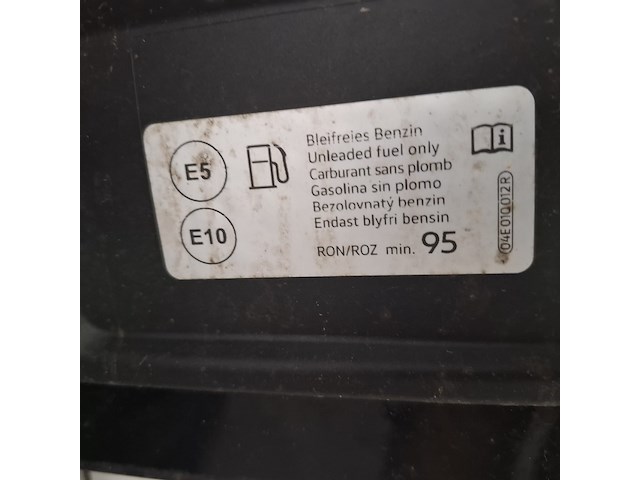 E5
E10
Bleifreies Benzin
Unleaded fuel only
Carburant sans plomb
Gasolina sin plomo
Bezolovnatý benzin
Endast blyfri bensin
RON/ROZ min. 95
i
04E010012R